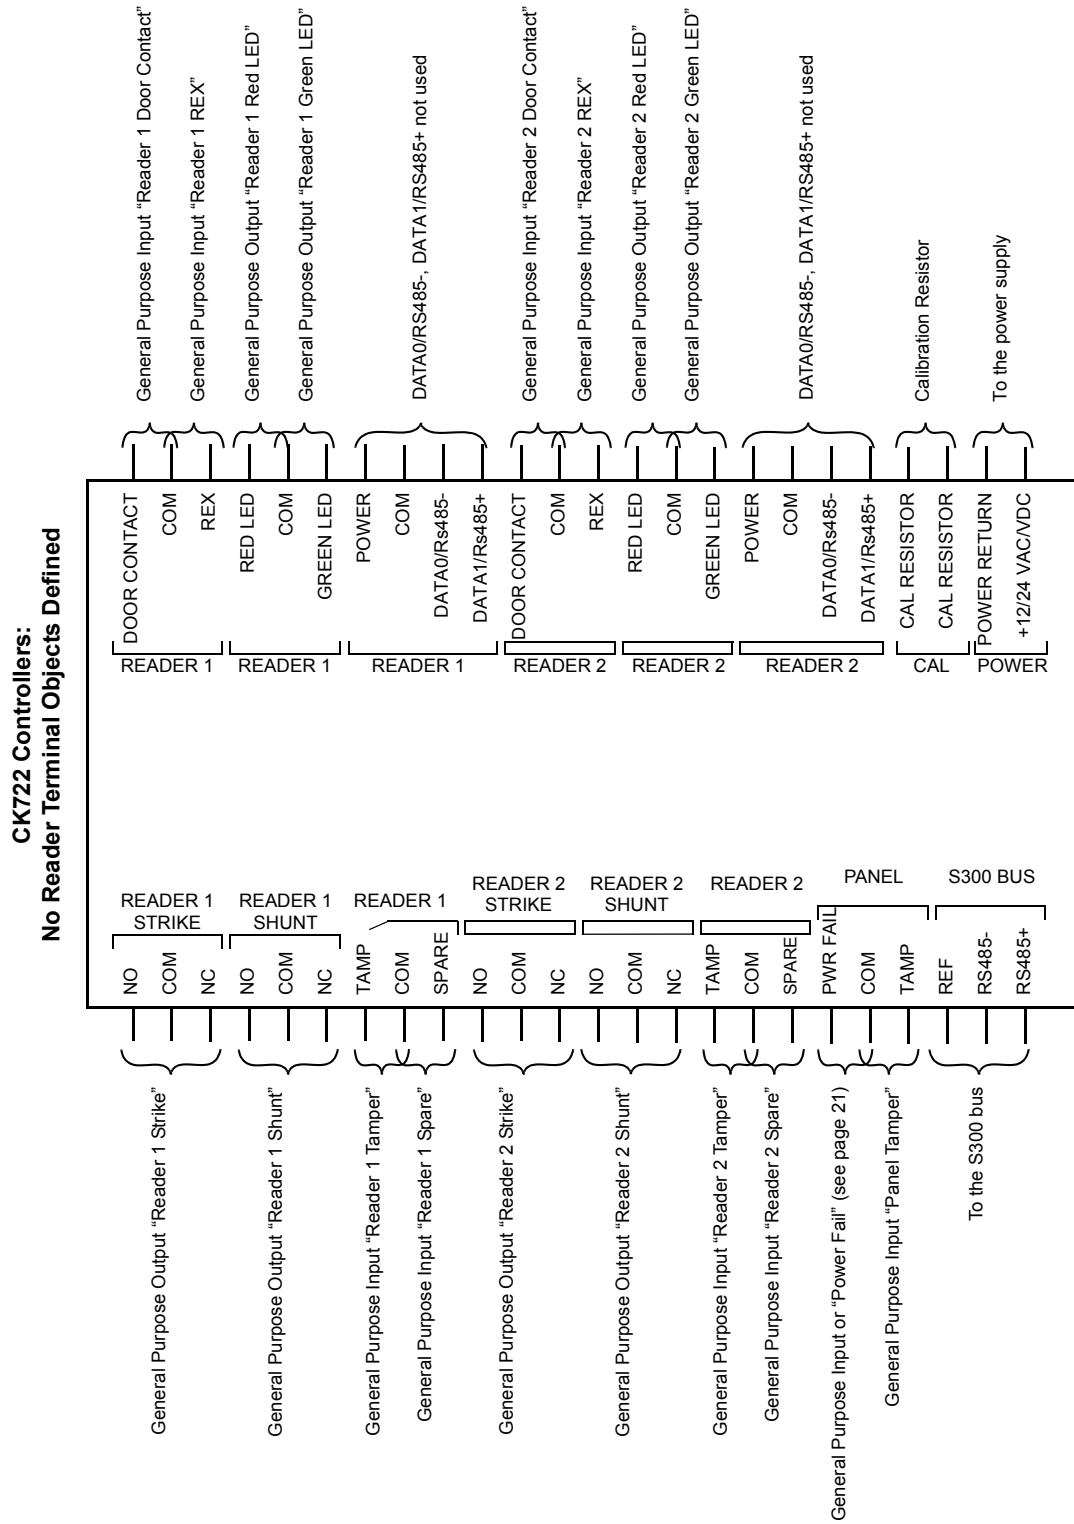 CK722 Controllers:
No Reader Terminal Objects Defined
General Purpose Output “Reader 1 Strike”
General Purpose Output “Reader 1 Shunt”
General Purpose Input “Reader 1 Tamper”
General Purpose Input “Reader 1 Spare”
General Purpose Output “Reader 2 Strike”
General Purpose Output “Reader 2 Shunt”
General Purpose Input “Reader 2 Tamper”
General Purpose Input “Reader 2 Spare”
General Purpose Input or “Power Fail” (see page 21)
General Purpose Input “Panel Tamper”
To the S300 bus
NO
COM
NC
READER 1
STRIKE
NO
COM
NC
READER 1
SHUNT
TAMP
COM
SPARE
READER 1
NO
COM
NC
READER 2
STRIKE
NO
COM
NC
READER 2
SHUNT
TAMP
COM
SPARE
READER 2
PWR FAIL
COM
TAMP
PANEL
REF
RS485-
RS485+
S300 BUS
READER 1
DOOR CONTACT
COM
REX
READER 1
RED LED
COM
GREEN LED
READER 1
POWER
COM
DATA0/Rs485-
DATA1/Rs485+
READER 2
DOOR CONTACT
COM
REX
READER 2
RED LED
COM
GREEN LED
READER 2
POWER
COM
DATA0/Rs485-
DATA1/Rs485+
CAL
CAL RESISTOR
CAL RESISTOR
POWER
POWER RETURN
+12/24 VAC/VDC
General Purpose Input “Reader 1 Door Contact”
General Purpose Input “Reader 1 REX”
General Purpose Output “Reader 1 Red LED”
General Purpose Output “Reader 1 Green LED”
DATA0/RS485-, DATA1/RS485+ not used
General Purpose Input “Reader 2 Door Contact”
General Purpose Input “Reader 2 REX”
General Purpose Output “Reader 2 Red LED”
General Purpose Output “Reader 2 Green LED”
DATA0/RS485-, DATA1/RS485+ not used
Calibration Resistor
To the power supply